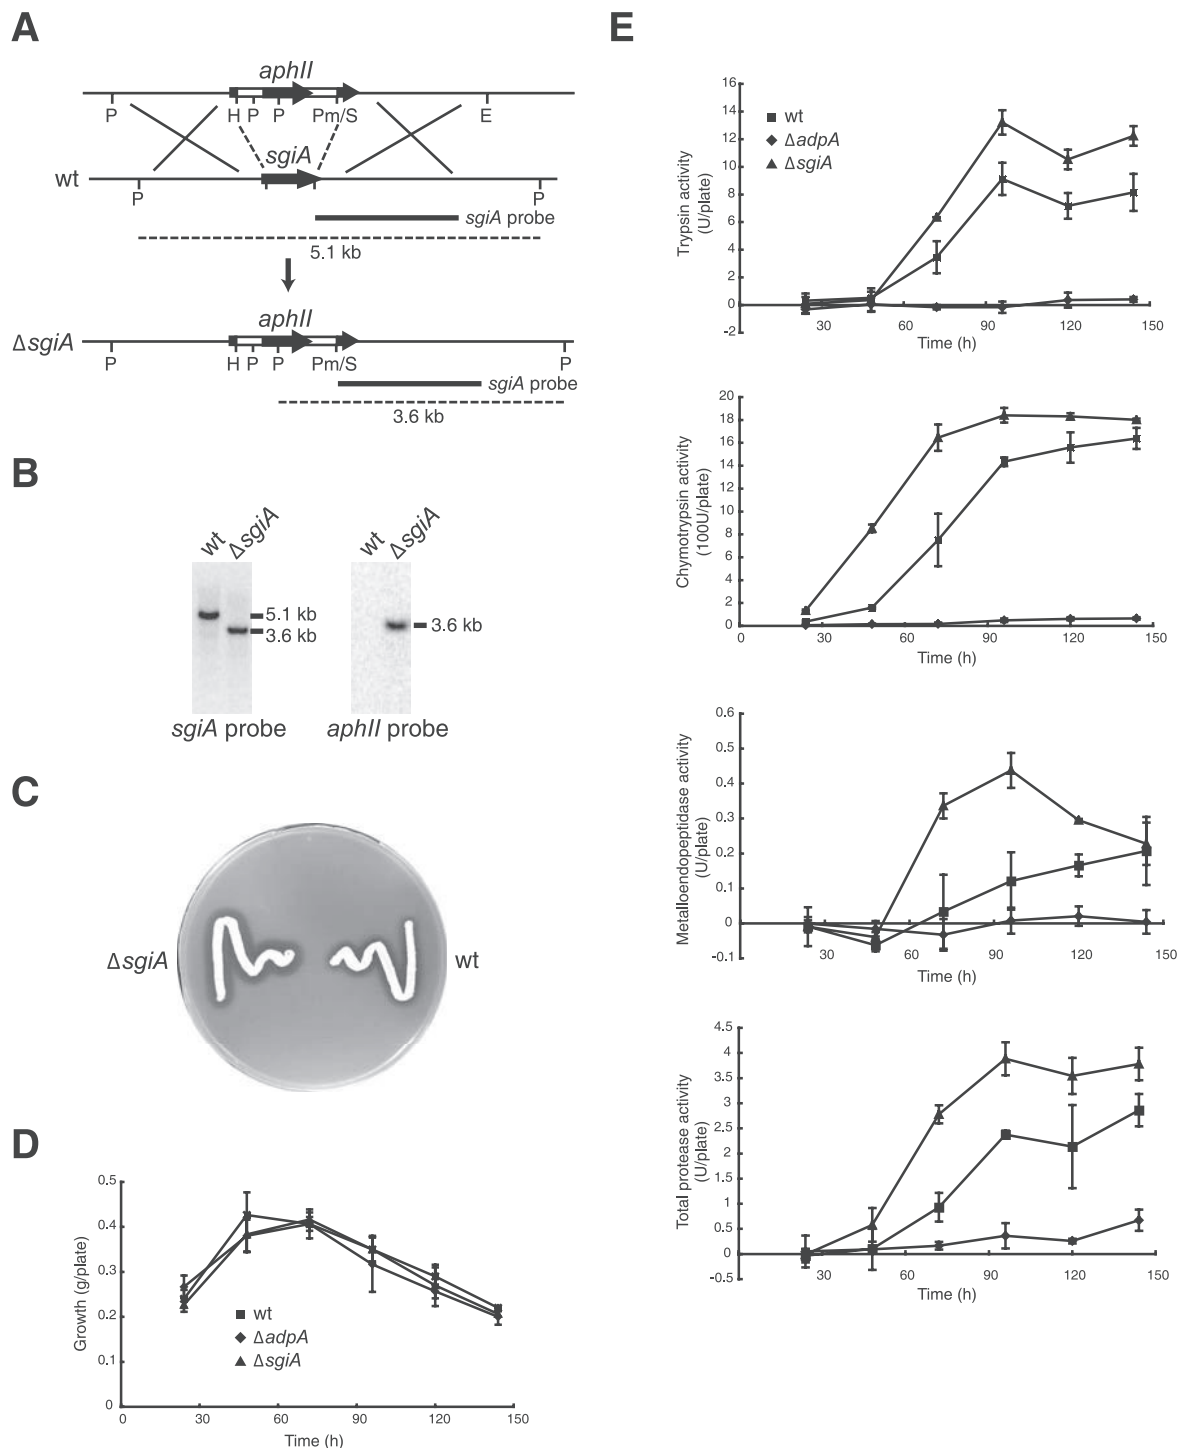 A
aphII
P
H P P Pm/S
E
sgiA
wt
P
P
sgiA probe
5.1 kb
aphII
ΔsgiA
P
H P P Pm/S
P
sgiA probe
3.6 kb
B
wt
ΔsgiA
5.1 kb
3.6 kb
sgiA probe
wt
ΔsgiA
3.6 kb
aphII probe
C
ΔsgiA
wt
D
0.5
0.4
0.3
0.2
0.1
0
Growth (g/plate)
wt
ΔadpA
ΔsgiA
0 30 60 90 120 150
Time (h)
E
16
14
12
10
8
6
4
2
0
-2
Trypsin activity
(U/plate)
wt
ΔadpA
ΔsgiA
30 60 90 120 150
Time (h)
20
18
16
14
12
10
8
6
4
2
0
Chymotrypsin activity
(100U/plate)
0 30 60 90 120 150
Time (h)
0.6
0.5
0.4
0.3
0.2
0.1
0
-0.1
Metalloendopeptidase activity
(U/plate)
30 60 90 120 150
Time (h)
4.5
4
3.5
3
2.5
2
1.5
1
0.5
0
-0.5
Total protease activity
(U/plate)
30 60 90 120 150
Time (h)